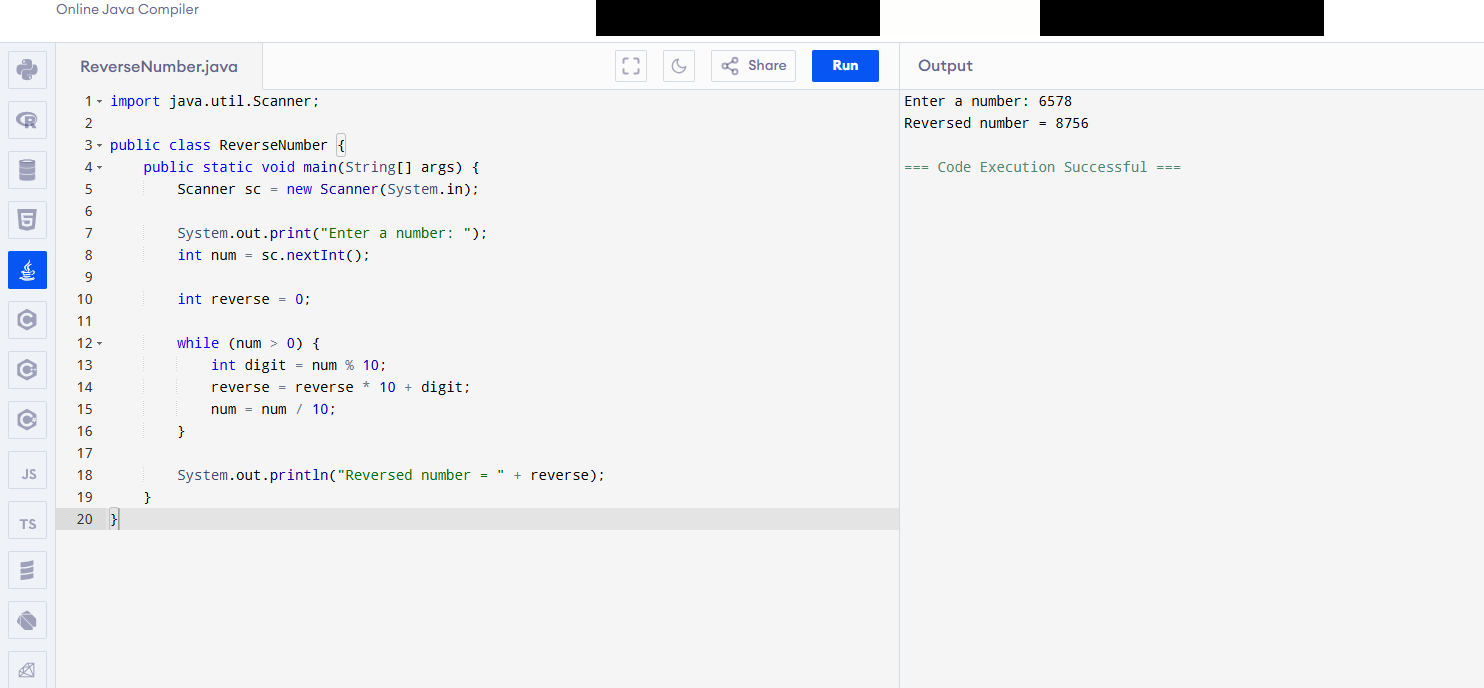 Online Java Compiler
ReverseNumber.java
Share
Run
Output
1 import java.util.Scanner;
2
3 public class ReverseNumber {
4     public static void main(String[] args) {
5         Scanner sc = new Scanner(System.in);
6
7         System.out.print("Enter a number: ");
8         int num = sc.nextInt();
9
10         int reverse = 0;
11
12         while (num > 0) {
13             int digit = num % 10;
14             reverse = reverse * 10 + digit;
15             num = num / 10;
16         }
17
18         System.out.println("Reversed number = " + reverse);
19     }
20 }
Enter a number: 6578
Reversed number = 8756
=== Code Execution Successful ===
R
5
C
C
C
JS
TS